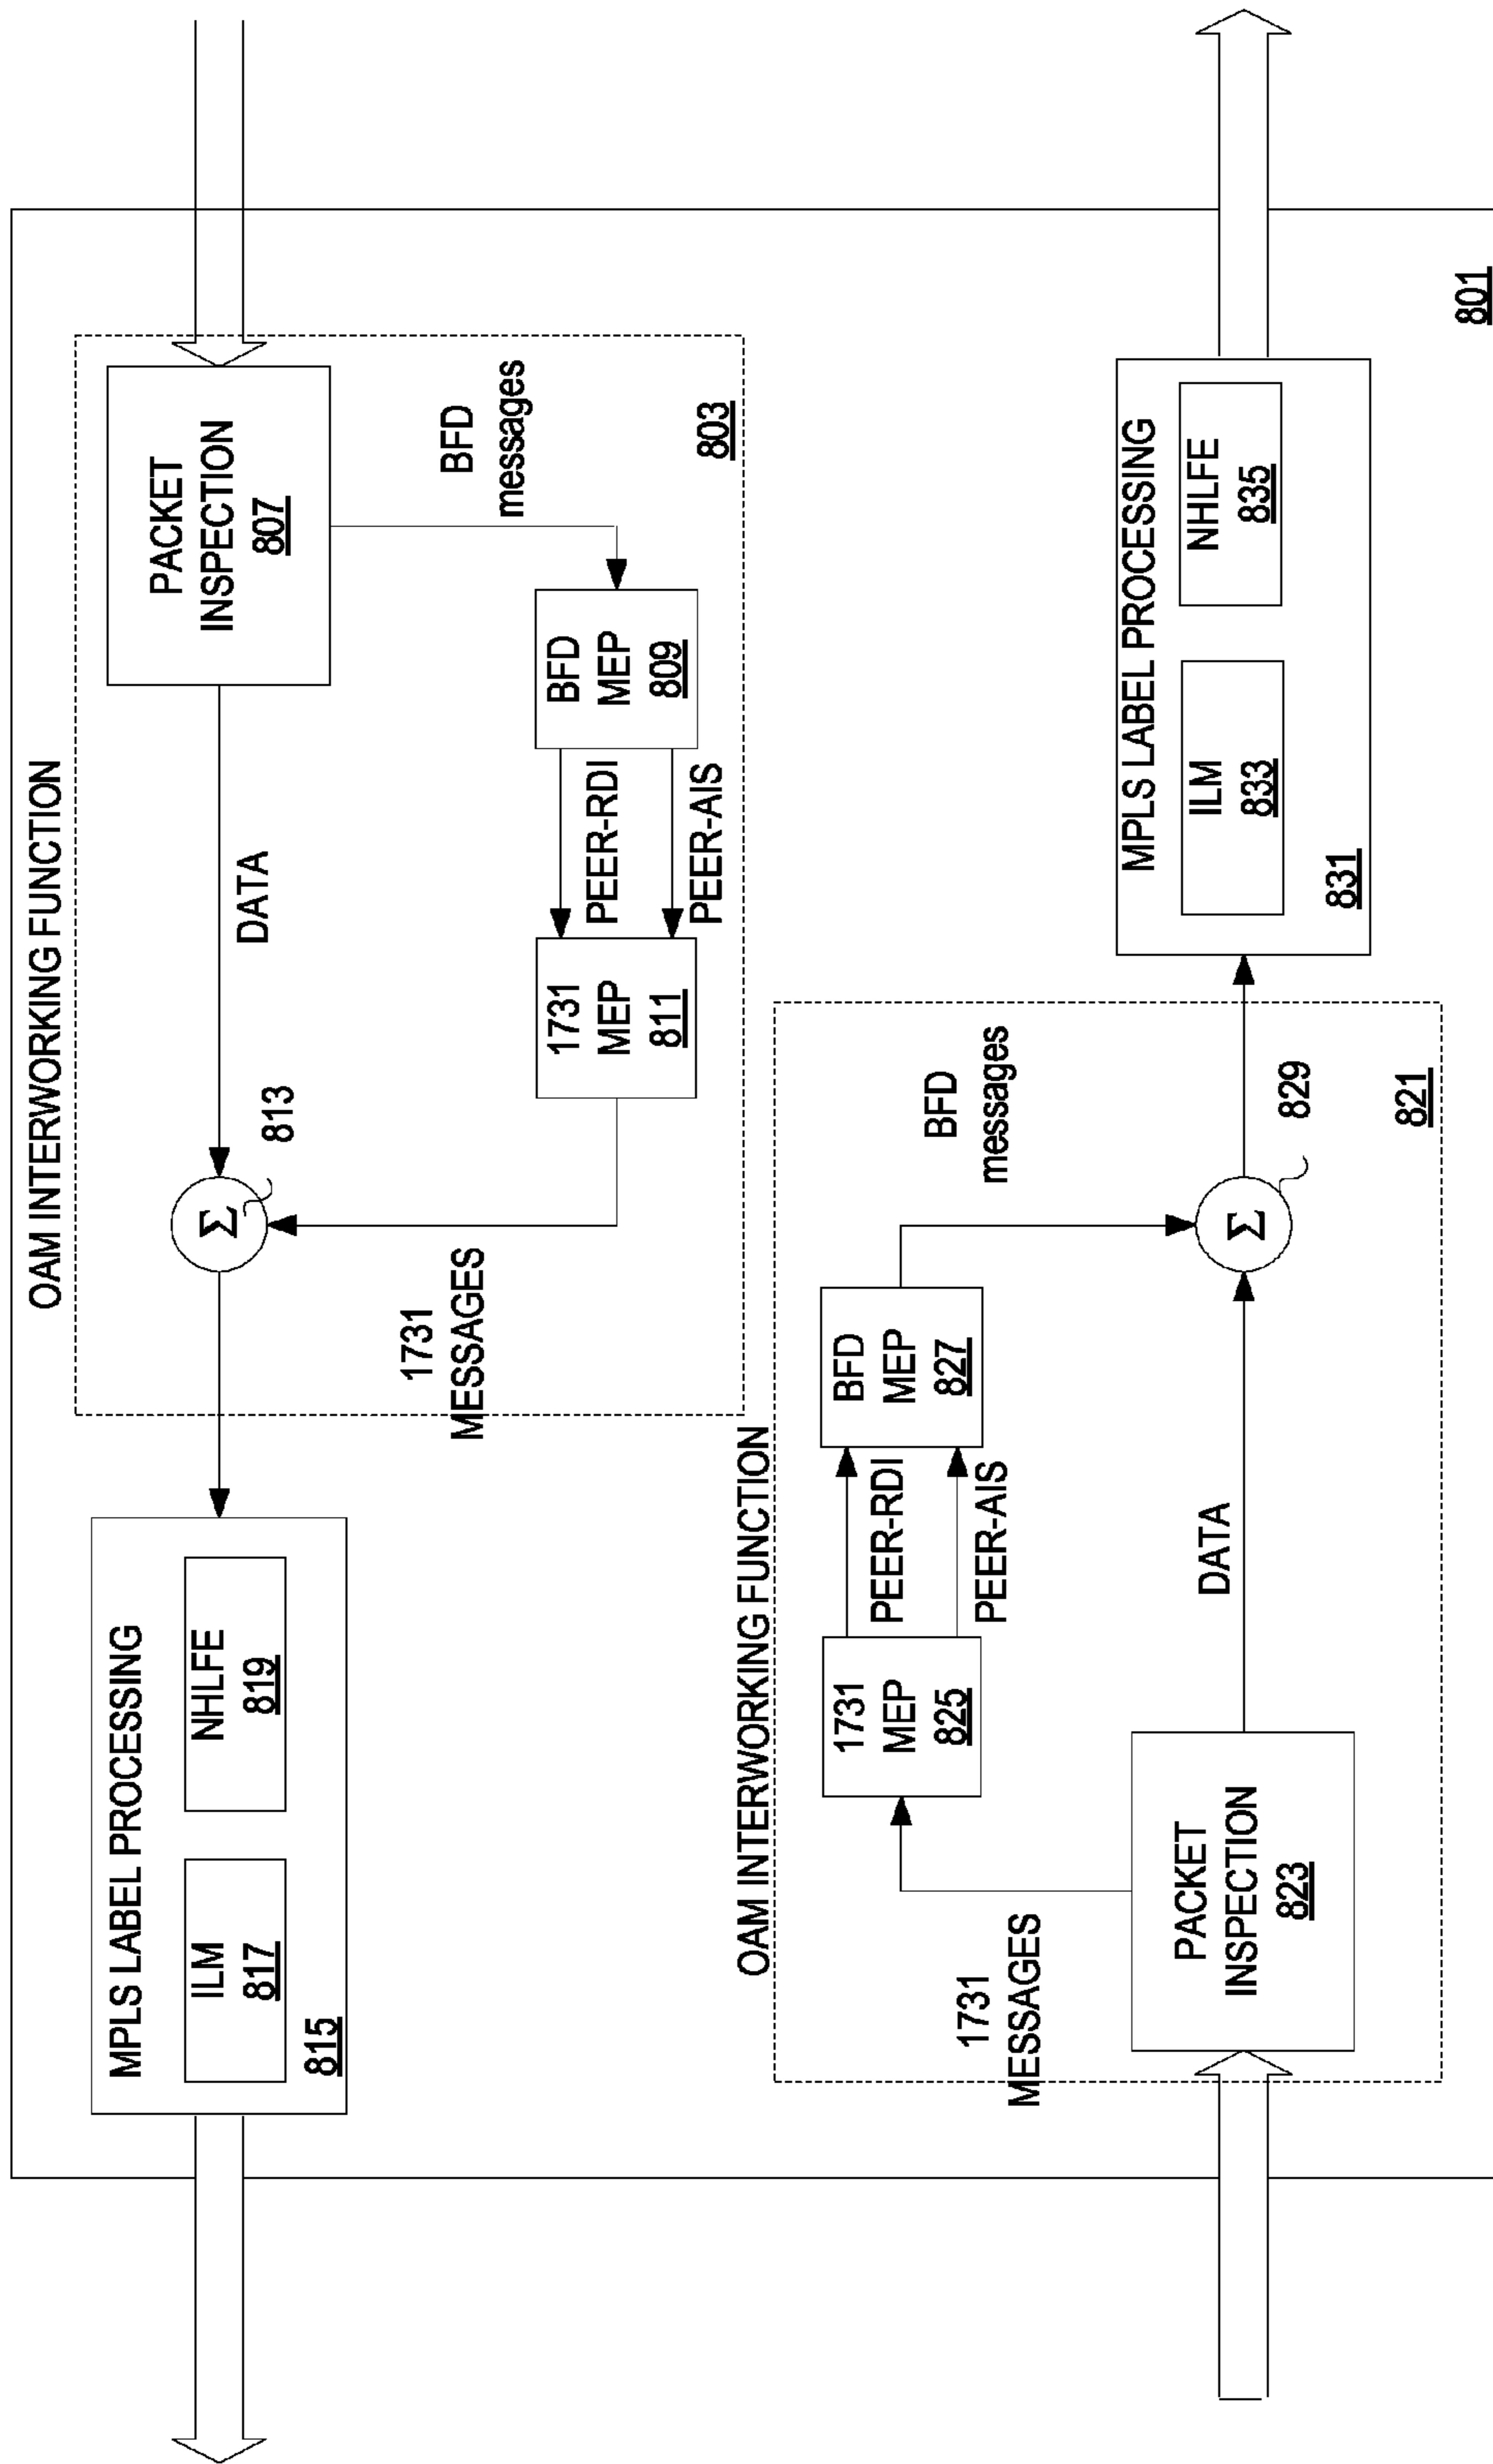 OAM INTERWORKING FUNCTION
MPLS LABEL PROCESSING
ILM
817
NHLFE
819
815
Σ
813
DATA
PACKET
INSPECTION
807
1731
MESSAGES
1731
MEP
811
PEER-RDI
PEER-AIS
BFD
MEP
809
BFD
messages
803
OAM INTERWORKING FUNCTION
1731
MESSAGES
1731
MEP
825
PEER-RDI
PEER-AIS
BFD
MEP
827
BFD
messages
PACKET
INSPECTION
823
DATA
Σ
829
821
MPLS LABEL PROCESSING
ILM
833
NHLFE
835
831
801